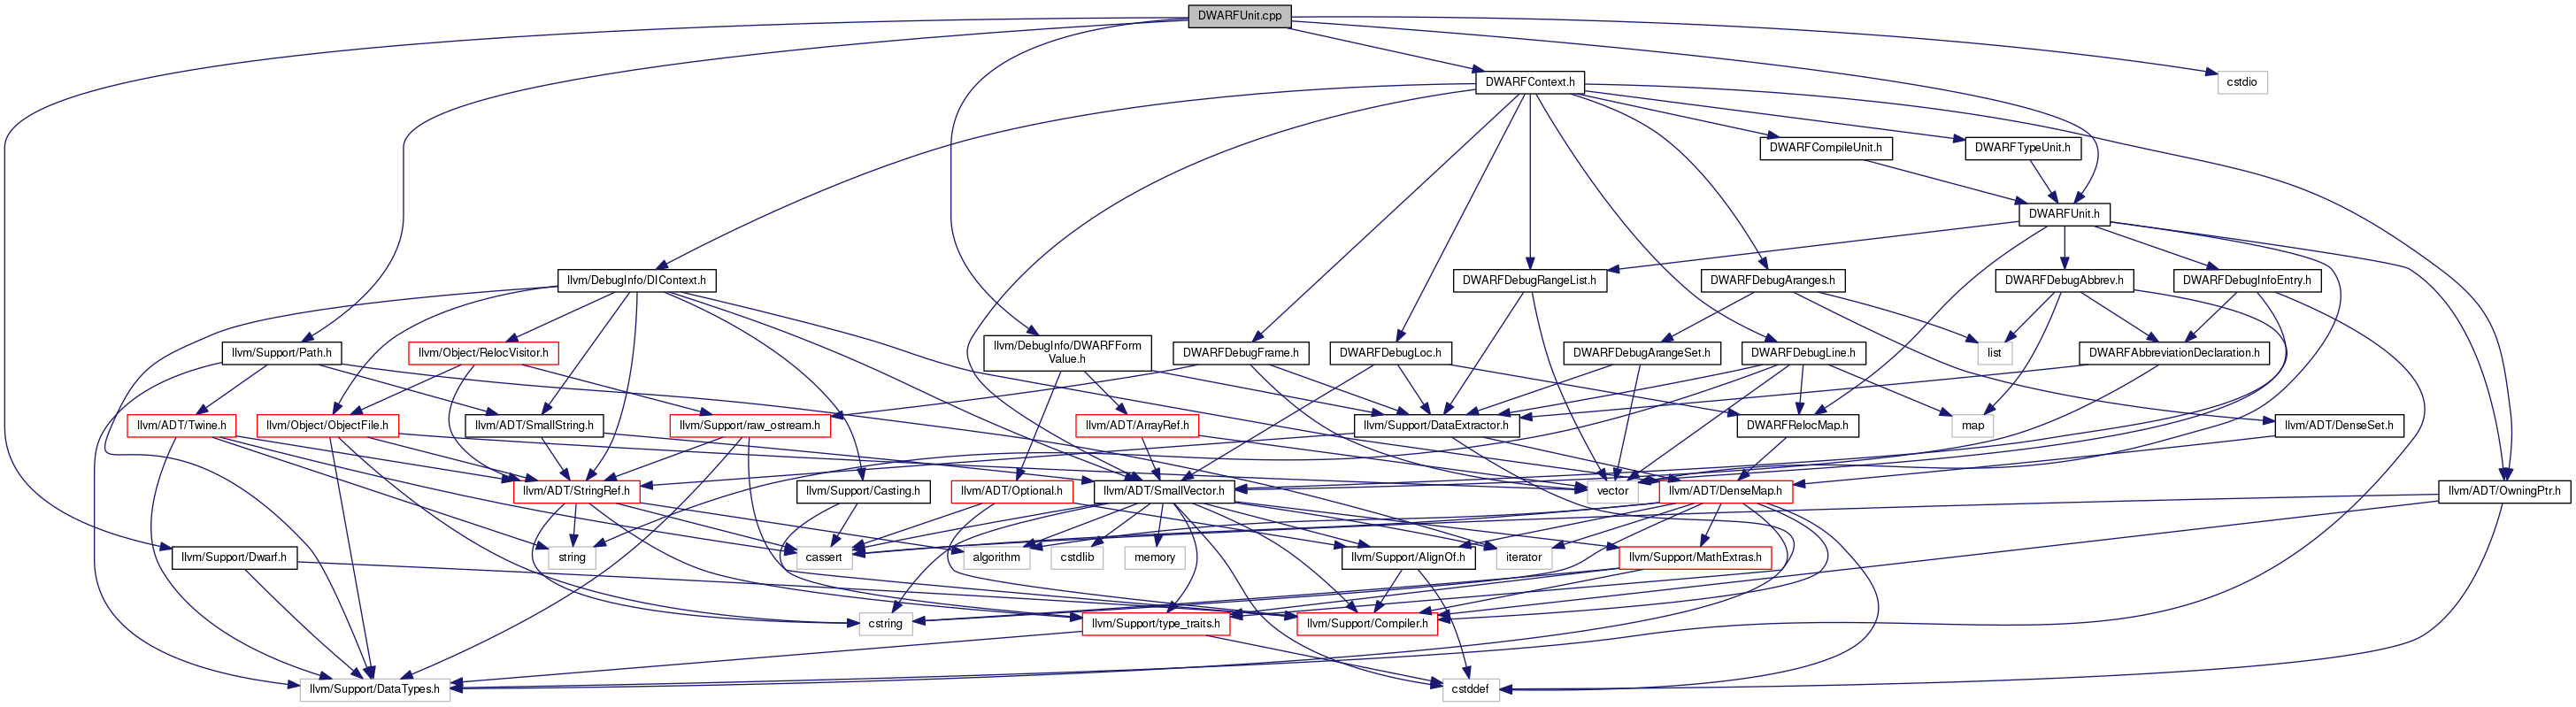 DWARFUnit.cpp
DWARFContext.h
cstdio
DWARFCompileUnit.h
DWARFTypeUnit.h
DWARFUnit.h
llvm/DebugInfo/DIContext.h
DWARFDebugRangeList.h
DWARFDebugAranges.h
DWARFDebugAbbrev.h
DWARFDebugInfoEntry.h
llvm/Support/Path.h
llvm/Object/RelocVisitor.h
llvm/DebugInfo/DWARFForm
Value.h
DWARFDebugFrame.h
DWARFDebugLoc.h
DWARFDebugArangeSet.h
DWARFDebugLine.h
list
DWARFAbbreviationDeclaration.h
llvm/ADT/Twine.h
llvm/Object/ObjectFile.h
llvm/ADT/SmallString.h
llvm/Support/raw_ostream.h
llvm/ADT/ArrayRef.h
llvm/Support/DataExtractor.h
DWARFRelocMap.h
map
llvm/ADT/DenseSet.h
llvm/ADT/StringRef.h
llvm/Support/Casting.h
llvm/ADT/Optional.h
llvm/ADT/SmallVector.h
vector
llvm/ADT/DenseMap.h
llvm/ADT/OwningPtr.h
llvm/Support/Dwarf.h
string
cassert
algorithm
cstdlib
memory
llvm/Support/AlignOf.h
iterator
llvm/Support/MathExtras.h
cstring
llvm/Support/type_traits.h
llvm/Support/Compiler.h
llvm/Support/DataTypes.h
cstddef